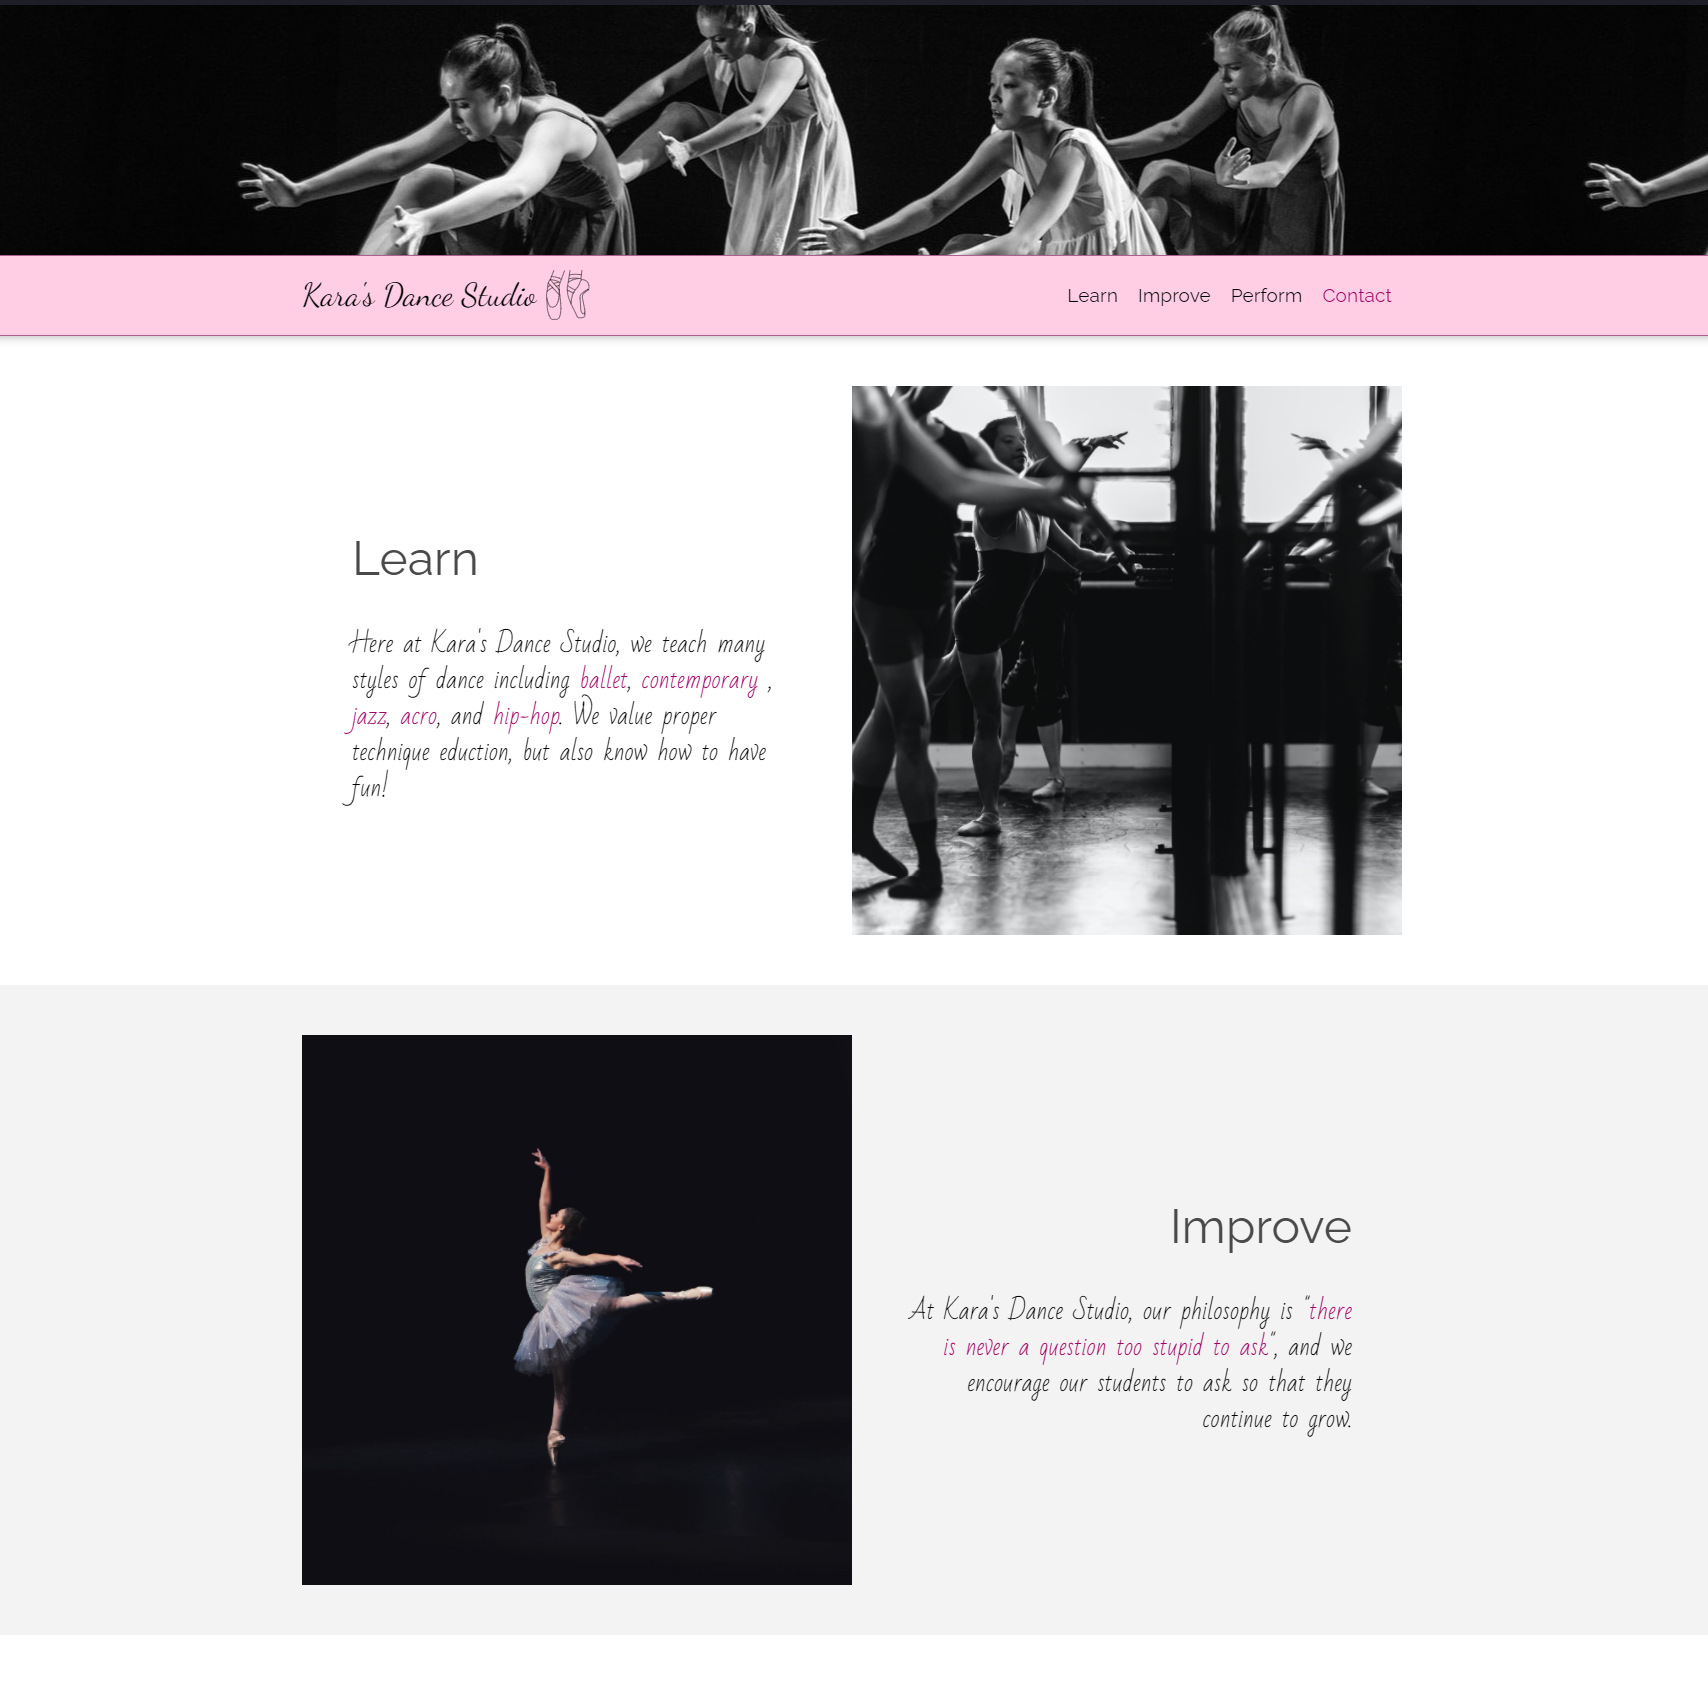 Kara's Dance Studio
Learn Improve Perform Contact
Learn
Here at Kara's Dance Studio, we teach many
styles of dance including ballet, contemporary ,
jazz, acro, and hip-hop. We value proper
technique eduction, but also know how to have
fun!
Improve
At Kara's Dance Studio, our philosophy is "there
is never a question too stupid to ask", and we
encourage our students to ask so that they
continue to grow.